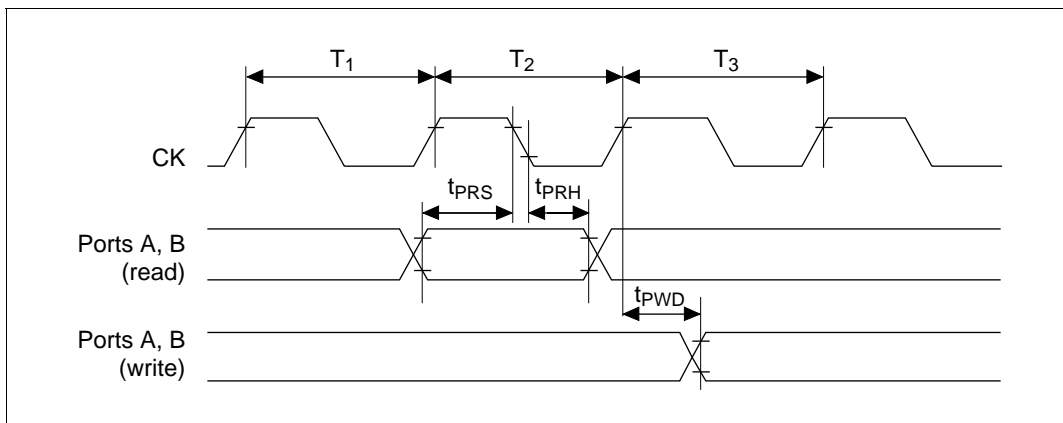 T1 T2 T3
CK
tPRS tPRH
Ports A, B
(read)
tPWD
Ports A, B
(write)